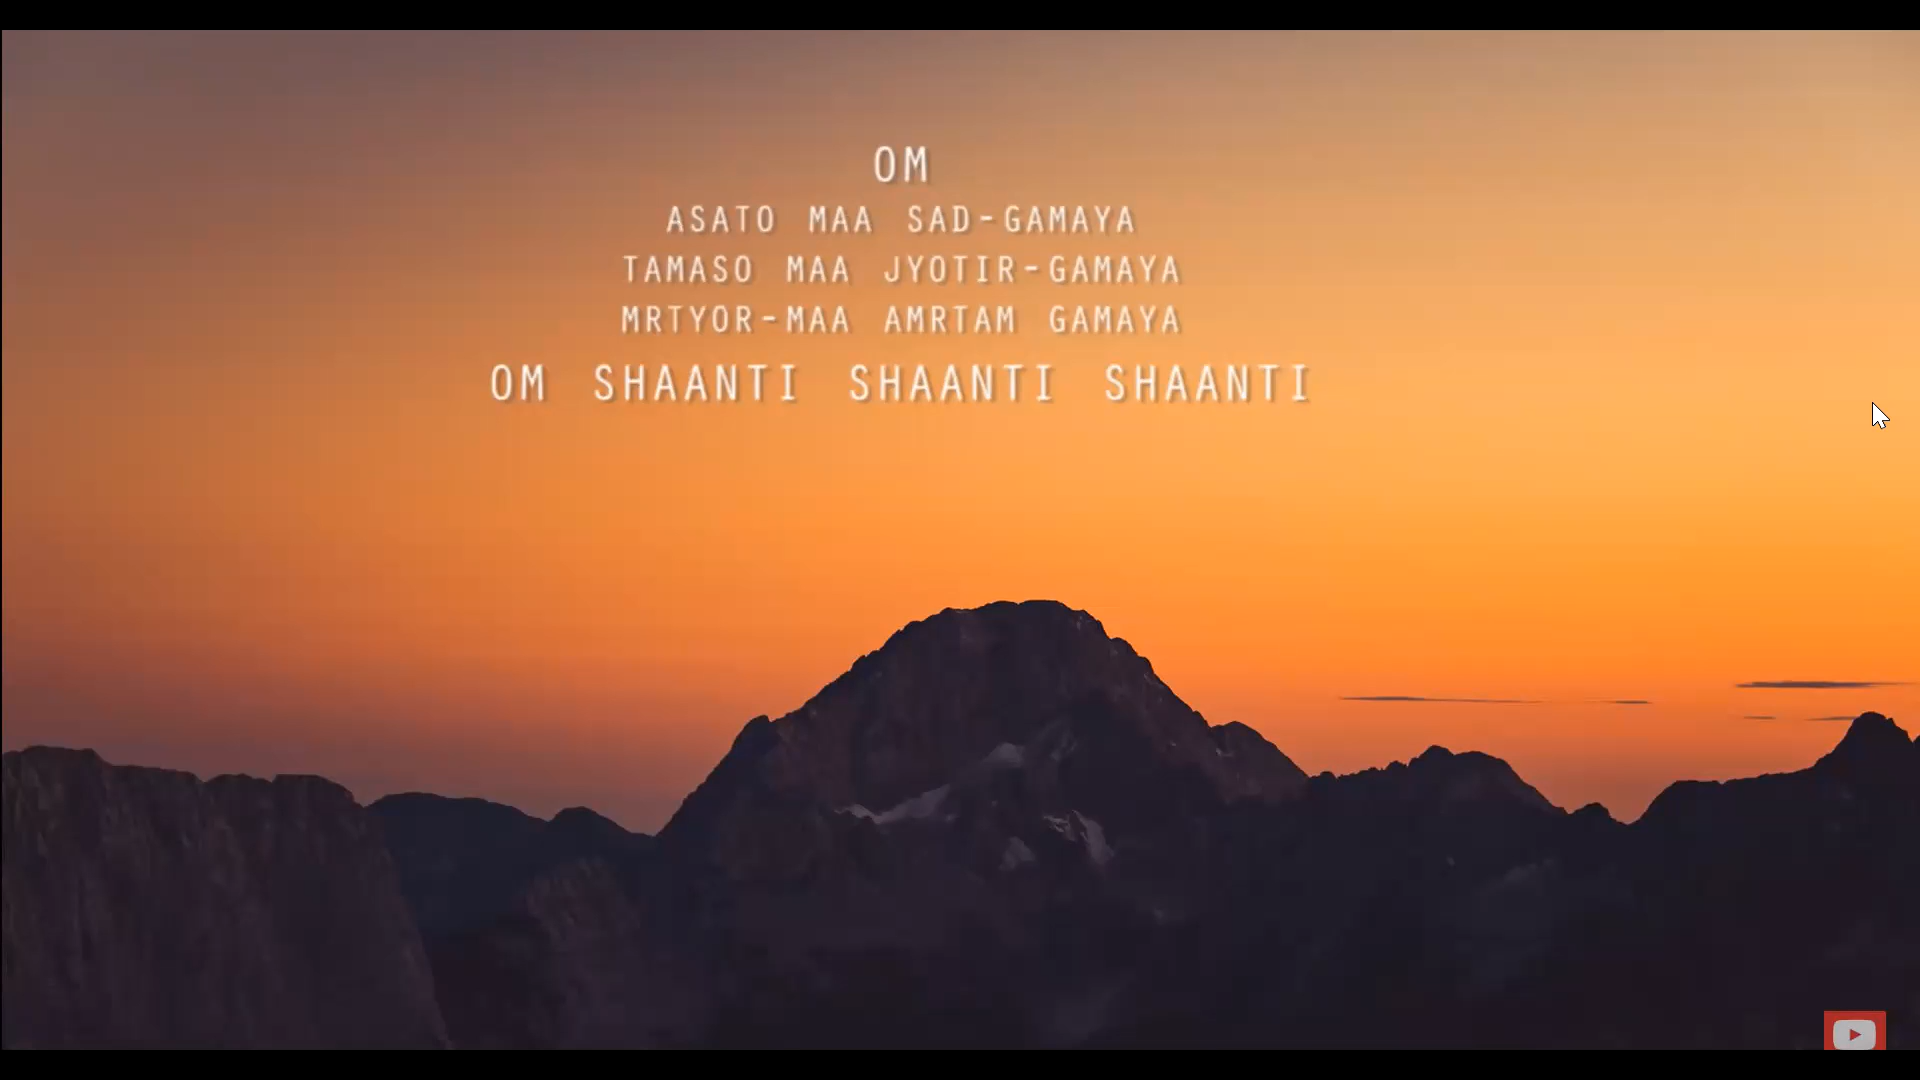 OM
ASATO MAA SAD-GAMAYA
TAMASO MAA JYOTIR-GAMAYA
MRTYOR-MAA AMRTAM GAMAYA
OM SHAANTI SHAANTI SHAANTI